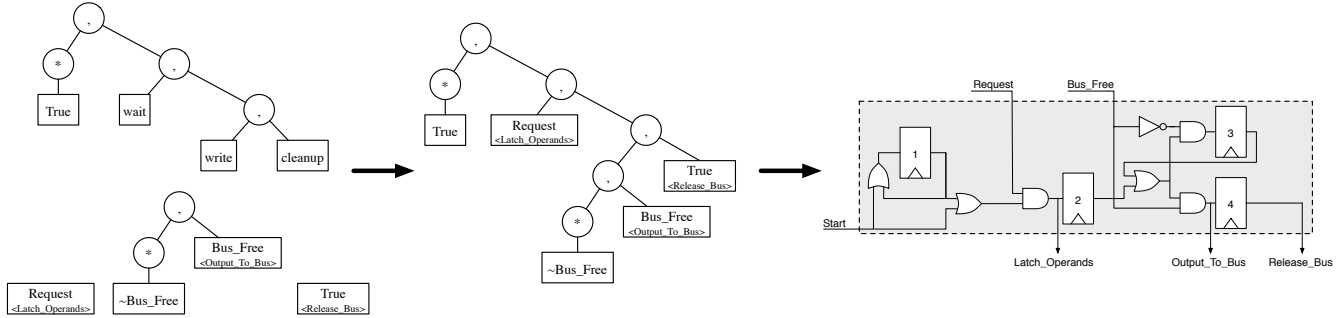 ,
*
,
True
wait
,
write
cleanup
,
*
Bus_Free
<Output_To_Bus>
Request
<Latch_Operands>
~Bus_Free
True
<Release_Bus>
,
*
,
True
Request
<Latch_Operands>
,
,
True
<Release_Bus>
*
Bus_Free
<Output_To_Bus>
~Bus_Free
Request
Bus_Free
1
2
3
4
Start
Latch_Operands
Output_To_Bus
Release_Bus